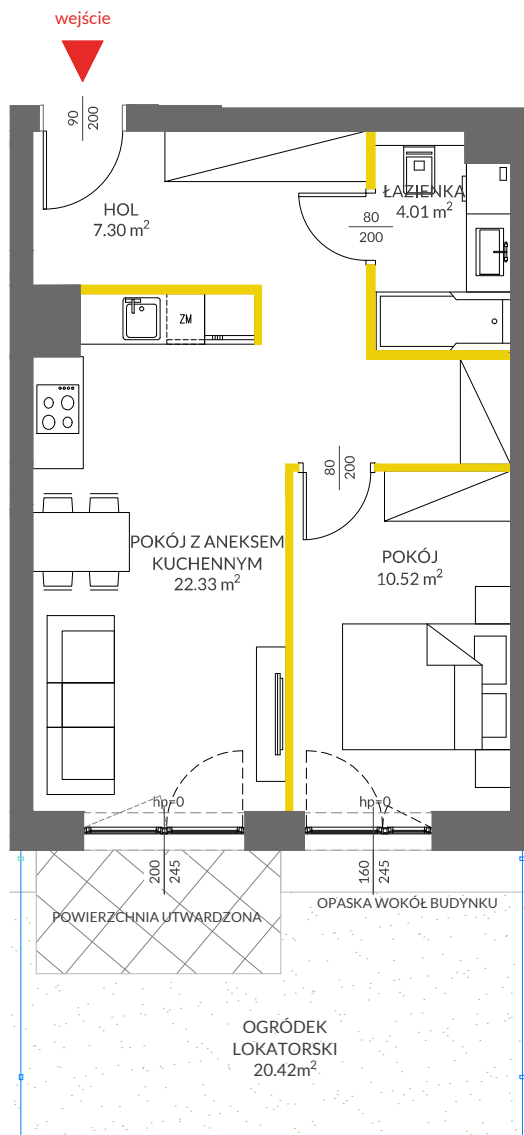 wejście
90
200
HOL
7.30 m²
ŁAZIENKA
4.01 m²
80
200
ZM
80
200
POKÓJ Z ANEKSEM
KUCHENNYM
22.33 m²
POKÓJ
10.52 m²
hp=0
hp=0
200
245
160
245
OPASKA WOKÓŁ BUDYNKU
POWIERZCHNIA UTWARDZONA
OGRÓDEK
LOKATORSKI
20.42m²